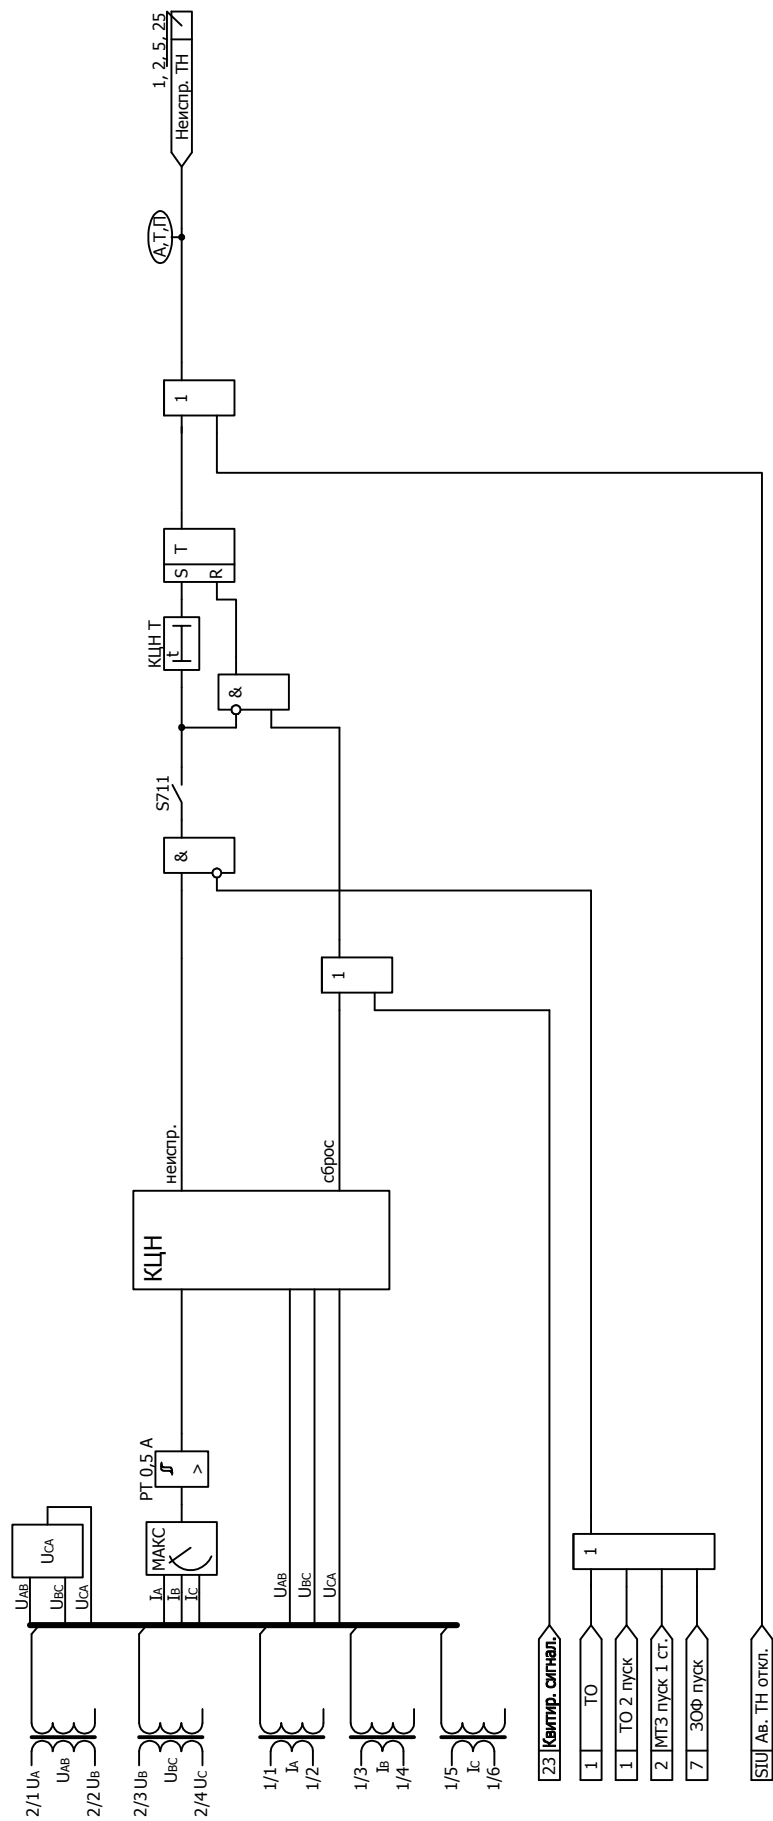 2/1 UA
UAB
2/2 UB
2/3 UB
UBC
2/4 UC
1/1
IA
1/2
1/3
IB
1/4
1/5
IC
1/6
23 Квитир. сигнал.
1 ТО
1 ТО 2 пуск
2 МТЗ пуск 1 ст.
7 ЗОФ пуск
SIU Ав. ТН откл.
UAB
UBC
UCA
UCA
IA
IB
IC
МАКС
РТ 0,5 А
>
UAB
UBC
UCA
1
КЦН
неиспр.
сброс
1
&
S711
&
КЦН Т
t
S
R
T
1
А,Т,П
Неиспр. ТН
1, 2, 5, 25